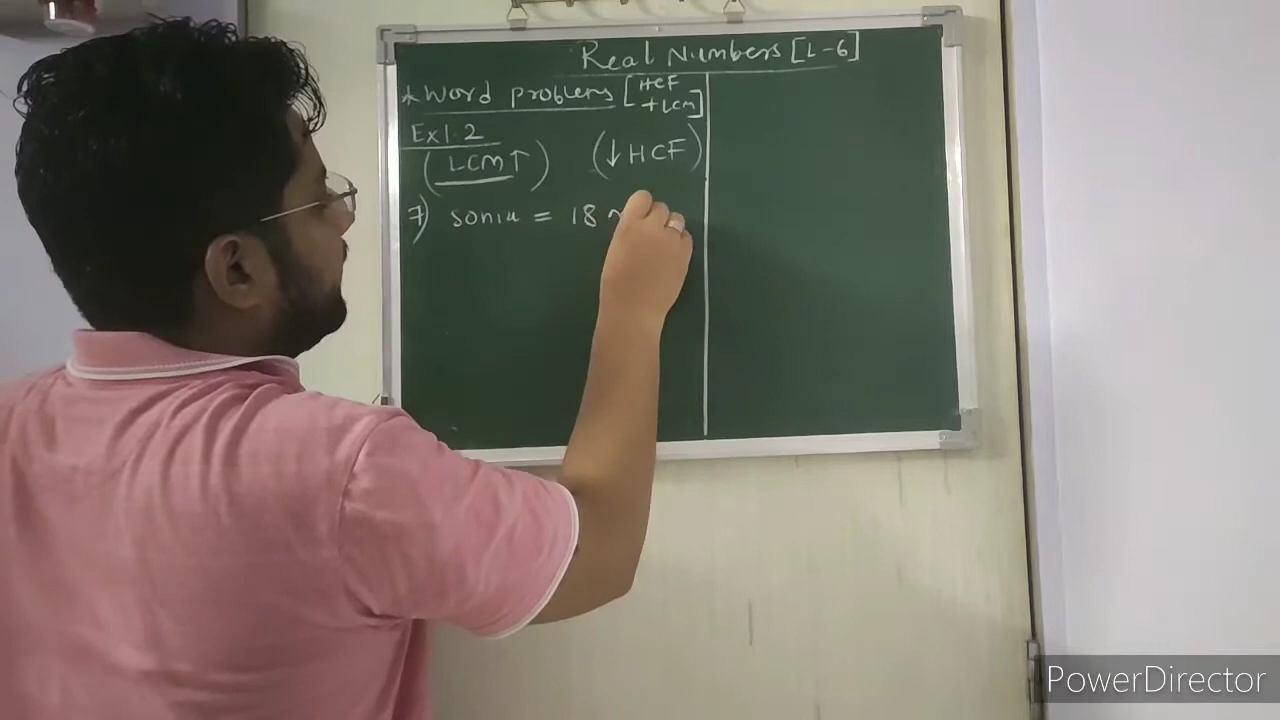 Real Numbers [L-6]
* Word problems [HCF + LCM]
Ex 1.2
(LCM↑) (↓HCF)
7) Sonia = 18
PowerDirector